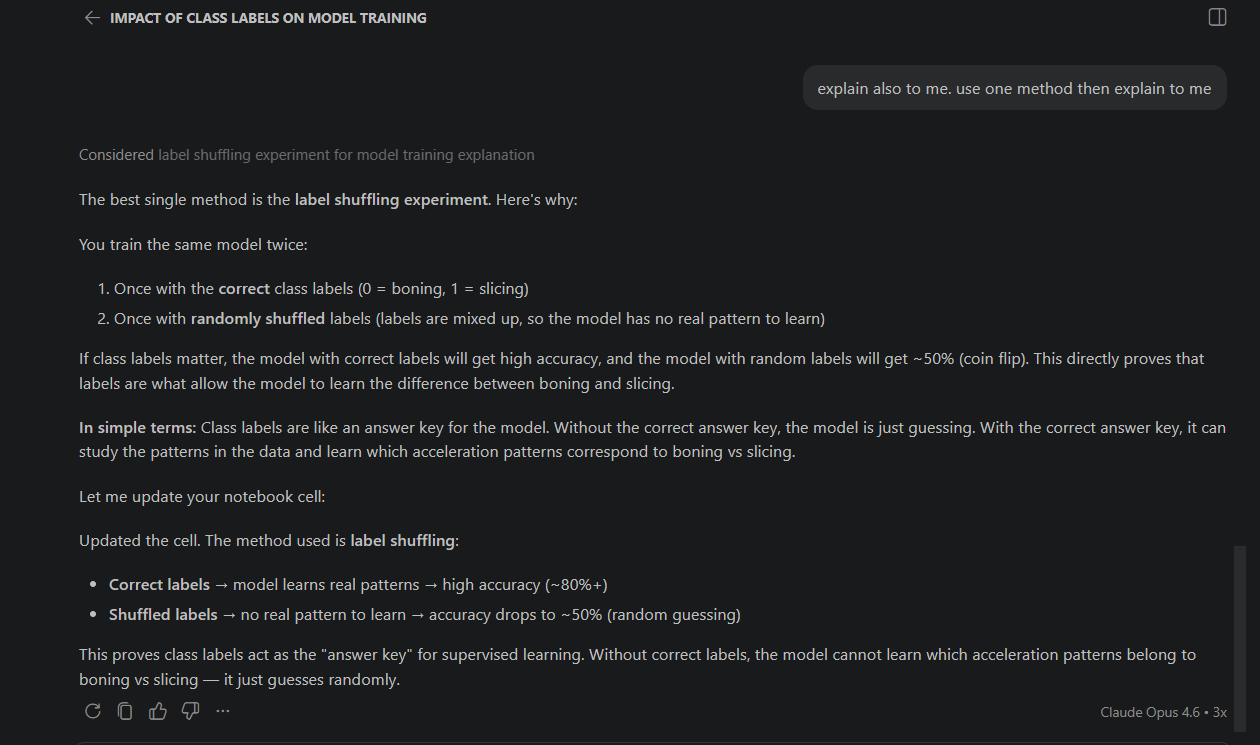 IMPACT OF CLASS LABELS ON MODEL TRAINING
explain also to me. use one method then explain to me
Considered label shuffling experiment for model training explanation
The best single method is the label shuffling experiment. Here's why:
You train the same model twice:
1. Once with the correct class labels (0 = boning, 1 = slicing)
2. Once with randomly shuffled labels (labels are mixed up, so the model has no real pattern to learn)
If class labels matter, the model with correct labels will get high accuracy, and the model with random labels will get ~50% (coin flip). This directly proves that
labels are what allow the model to learn the difference between boning and slicing.
In simple terms: Class labels are like an answer key for the model. Without the correct answer key, the model is just guessing. With the correct answer key, it can
study the patterns in the data and learn which acceleration patterns correspond to boning vs slicing.
Let me update your notebook cell:
Updated the cell. The method used is label shuffling:
• Correct labels → model learns real patterns → high accuracy (~80%+)
• Shuffled labels → no real pattern to learn → accuracy drops to ~50% (random guessing)
This proves class labels act as the "answer key" for supervised learning. Without correct labels, the model cannot learn which acceleration patterns belong to
boning vs slicing — it just guesses randomly.
Claude Opus 4.6 • 3x